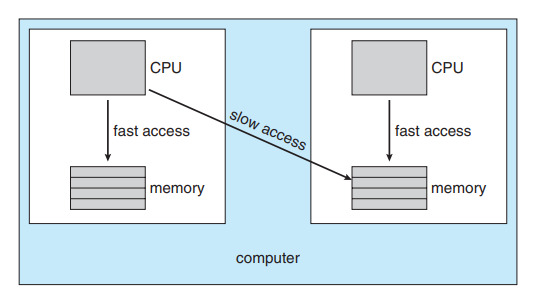 CPU
CPU
fast access
slow access
fast access
memory
memory
computer